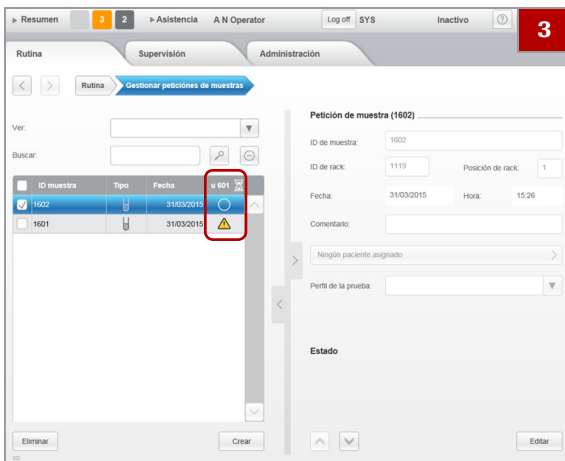 Resumen 3 2 Asistencia A N Operator Log off SYS Inactivo ? 3
Rutina Supervisión Administración
Rutina Gestionar peticiónes de muestras
Petición de muestra (1602)
Ver:
ID de muestra: 1602
Buscar:
ID de rack: 1119 Posición de rack: 1
ID muestra Tipo Fecha u 601
1602 31/03/2015
Fecha: 31/03/2015 Hora: 15:26
1601 31/03/2015
Comentario:
Ningún paciente asignado
Perfil de la prueba:
Estado
Eliminar Crear Editar